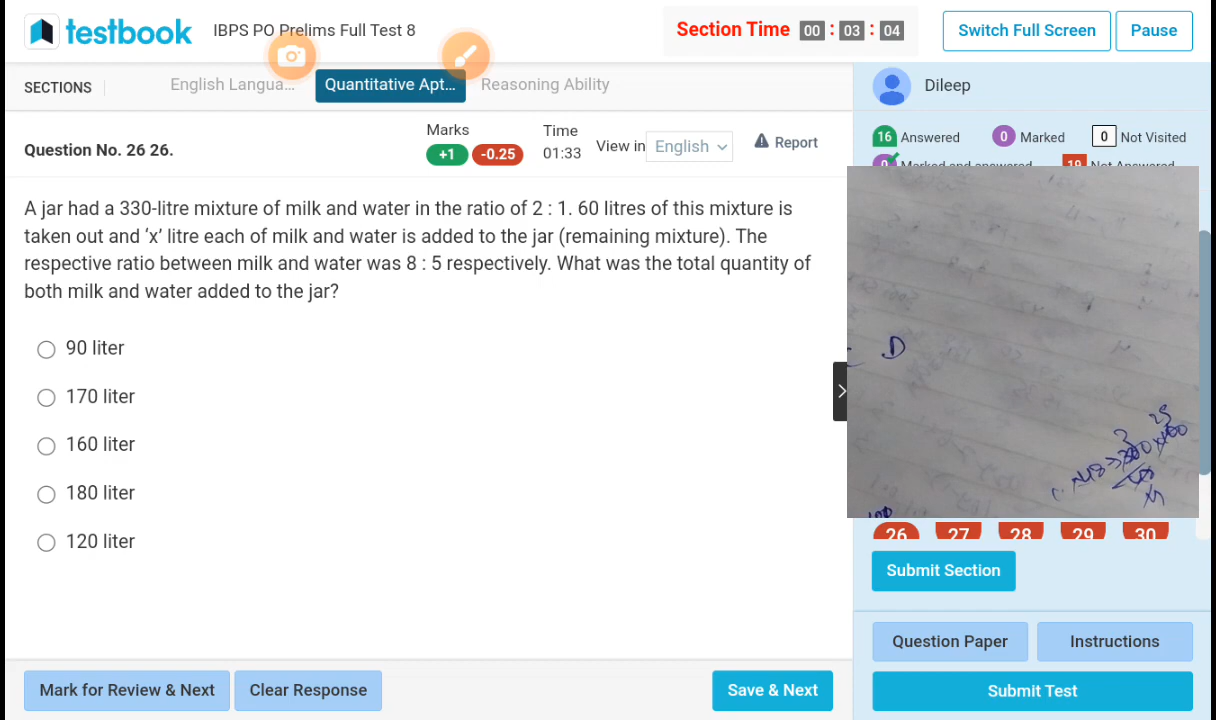 testbook
IBPS PO Prelims Full Test 8
Section Time 00 : 03 : 04
Switch Full Screen
Pause
SECTIONS
English Langua...
Quantitative Apt...
Reasoning Ability
Dileep
Question No. 26 26.
Marks
+1 -0.25
Time
01:33
View in English
Report
16 Answered
0 Marked
0 Not Visited
0 Marked and answered
19 Not Answered
A jar had a 330-litre mixture of milk and water in the ratio of 2 : 1. 60 litres of this mixture is
taken out and ‘x’ litre each of milk and water is added to the jar (remaining mixture). The
respective ratio between milk and water was 8 : 5 respectively. What was the total quantity of
both milk and water added to the jar?
90 liter
170 liter
160 liter
180 liter
120 liter
D
26 27 28 29 30
Submit Section
Question Paper
Instructions
Mark for Review & Next
Clear Response
Save & Next
Submit Test